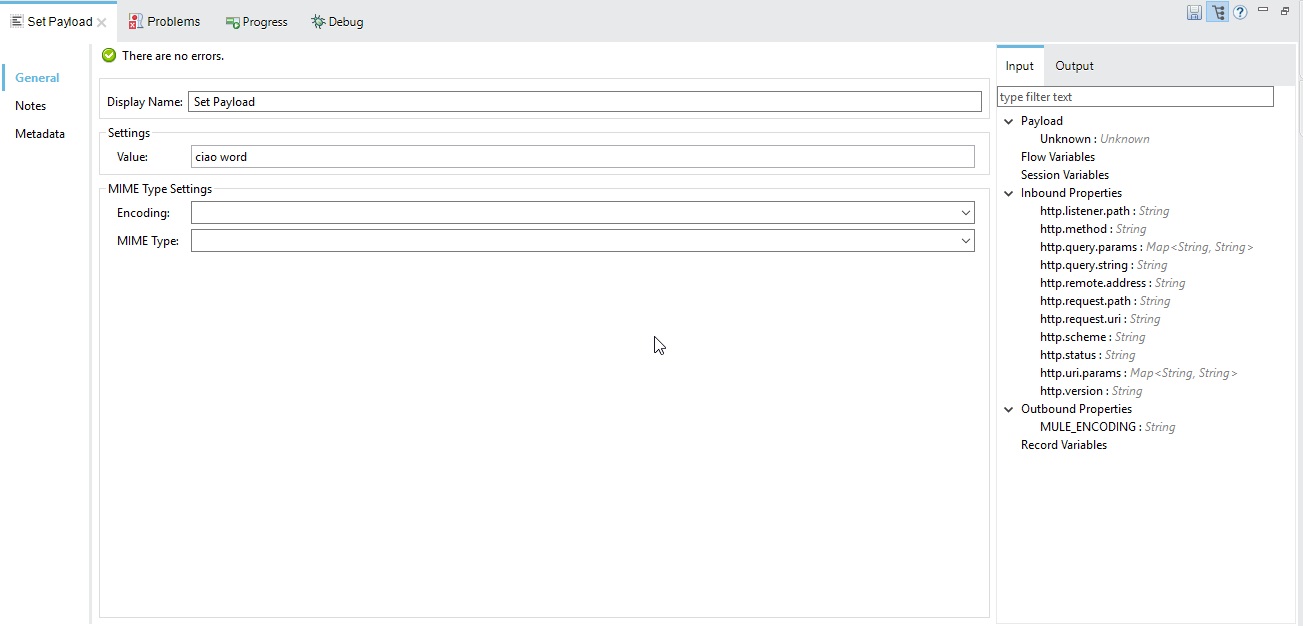 Set Payload Problems Progress Debug
There are no errors.
General
Notes
Metadata
Display Name: Set Payload
Settings
Value: ciao word
MIME Type Settings
Encoding:
MIME Type:
Input Output
type filter text
Payload
Unknown : Unknown
Flow Variables
Session Variables
Inbound Properties
http.listener.path : String
http.method : String
http.query.params : Map<String, String>
http.query.string : String
http.remote.address : String
http.request.path : String
http.request.uri : String
http.scheme : String
http.status : String
http.uri.params : Map<String, String>
http.version : String
Outbound Properties
MULE_ENCODING : String
Record Variables